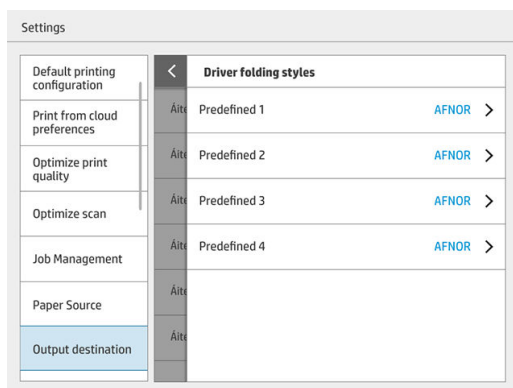 Settings
Default printing
configuration
Print from cloud
preferences
Optimize print
quality
Optimize scan
Job Management
Paper Source
Output destination
Driver folding styles
Predefined 1 AFNOR
Predefined 2 AFNOR
Predefined 3 AFNOR
Predefined 4 AFNOR